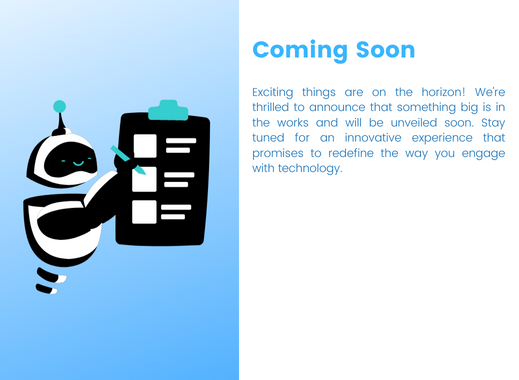 Coming Soon
Exciting things are on the horizon! We're
thrilled to announce that something big is in
the works and will be unveiled soon. Stay
tuned for an innovative experience that
promises to redefine the way you engage
with technology.